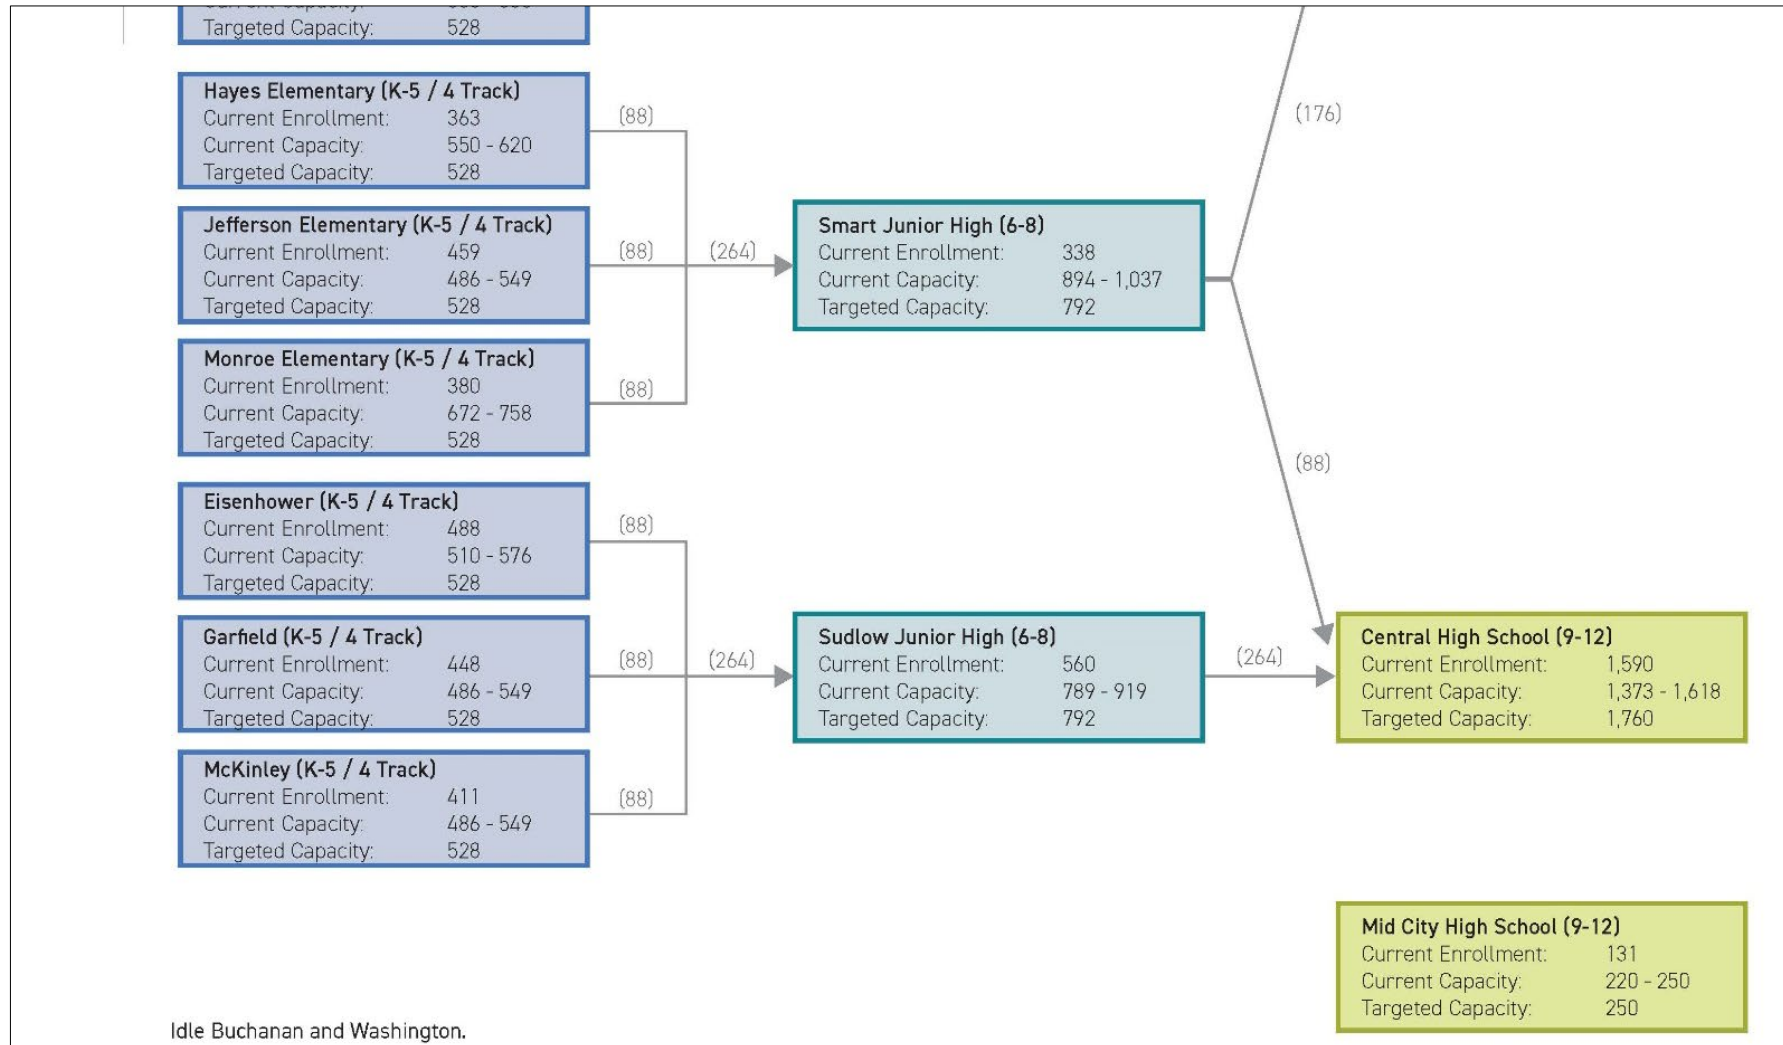 Targeted Capacity: 528
Hayes Elementary (K-5 / 4 Track)
Current Enrollment: 363
Current Capacity: 550 - 620
Targeted Capacity: 528
(88)
Jefferson Elementary (K-5 / 4 Track)
Current Enrollment: 459
Current Capacity: 486 - 549
Targeted Capacity: 528
(88)
Monroe Elementary (K-5 / 4 Track)
Current Enrollment: 380
Current Capacity: 672 - 758
Targeted Capacity: 528
(88)
(264)
Smart Junior High (6-8)
Current Enrollment: 338
Current Capacity: 894 - 1,037
Targeted Capacity: 792
(176)
(88)
Eisenhower (K-5 / 4 Track)
Current Enrollment: 488
Current Capacity: 510 - 576
Targeted Capacity: 528
(88)
Garfield (K-5 / 4 Track)
Current Enrollment: 448
Current Capacity: 486 - 549
Targeted Capacity: 528
(88)
McKinley (K-5 / 4 Track)
Current Enrollment: 411
Current Capacity: 486 - 549
Targeted Capacity: 528
(88)
(264)
Sudlow Junior High (6-8)
Current Enrollment: 560
Current Capacity: 789 - 919
Targeted Capacity: 792
(264)
Central High School (9-12)
Current Enrollment: 1,590
Current Capacity: 1,373 - 1,618
Targeted Capacity: 1,760
Mid City High School (9-12)
Current Enrollment: 131
Current Capacity: 220 - 250
Targeted Capacity: 250
Idle Buchanan and Washington.